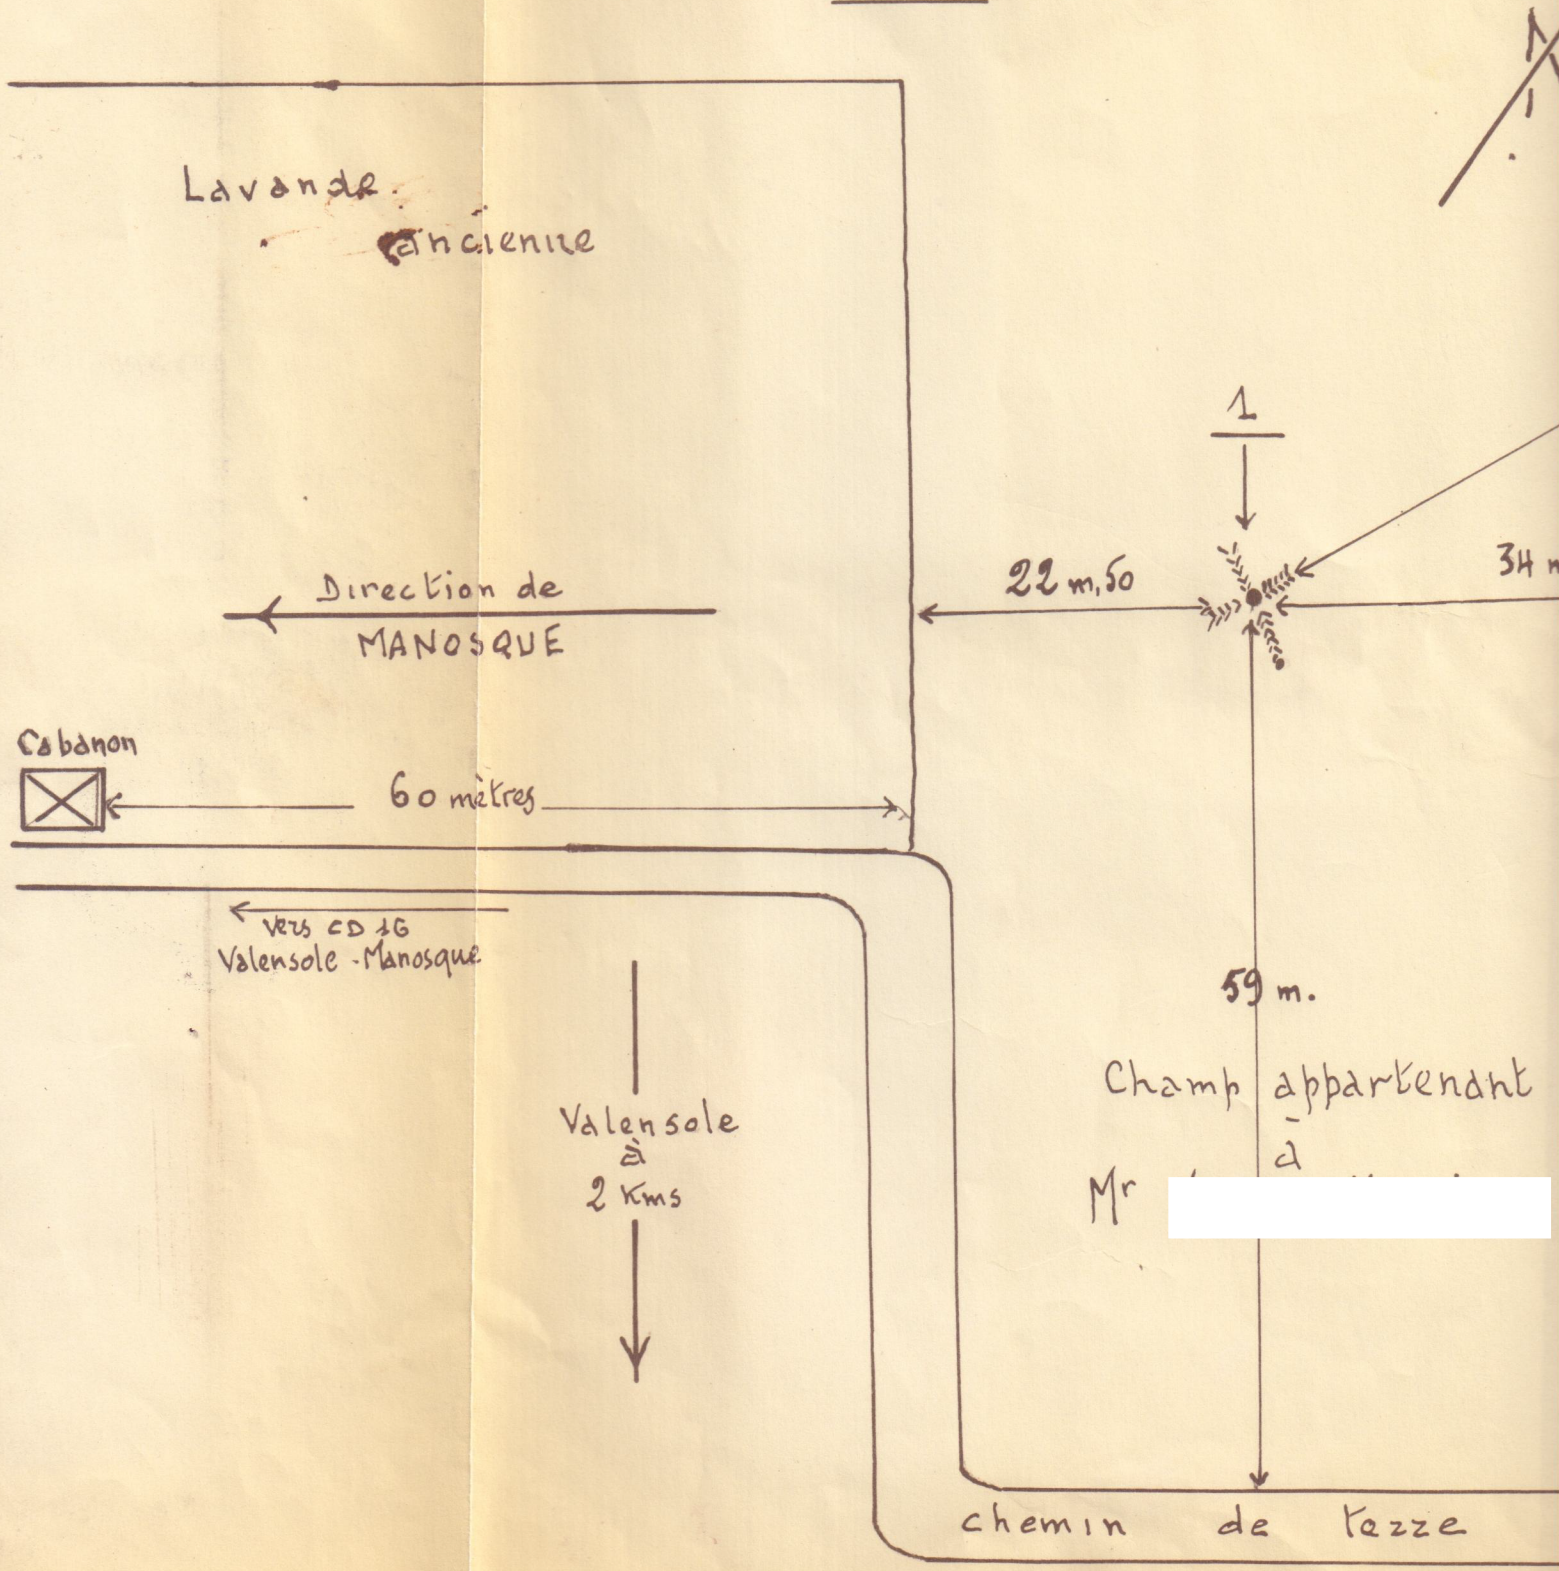 Lavande.
ancienne
1
22 m,50
34 m
Direction de
MANOSQUE
Cabanon
60 mètres
vers CD 16
Valensole - Manosque
59 m.
Champ appartenant
à
Mr
Valensole
à
2 Kms
chemin de terre